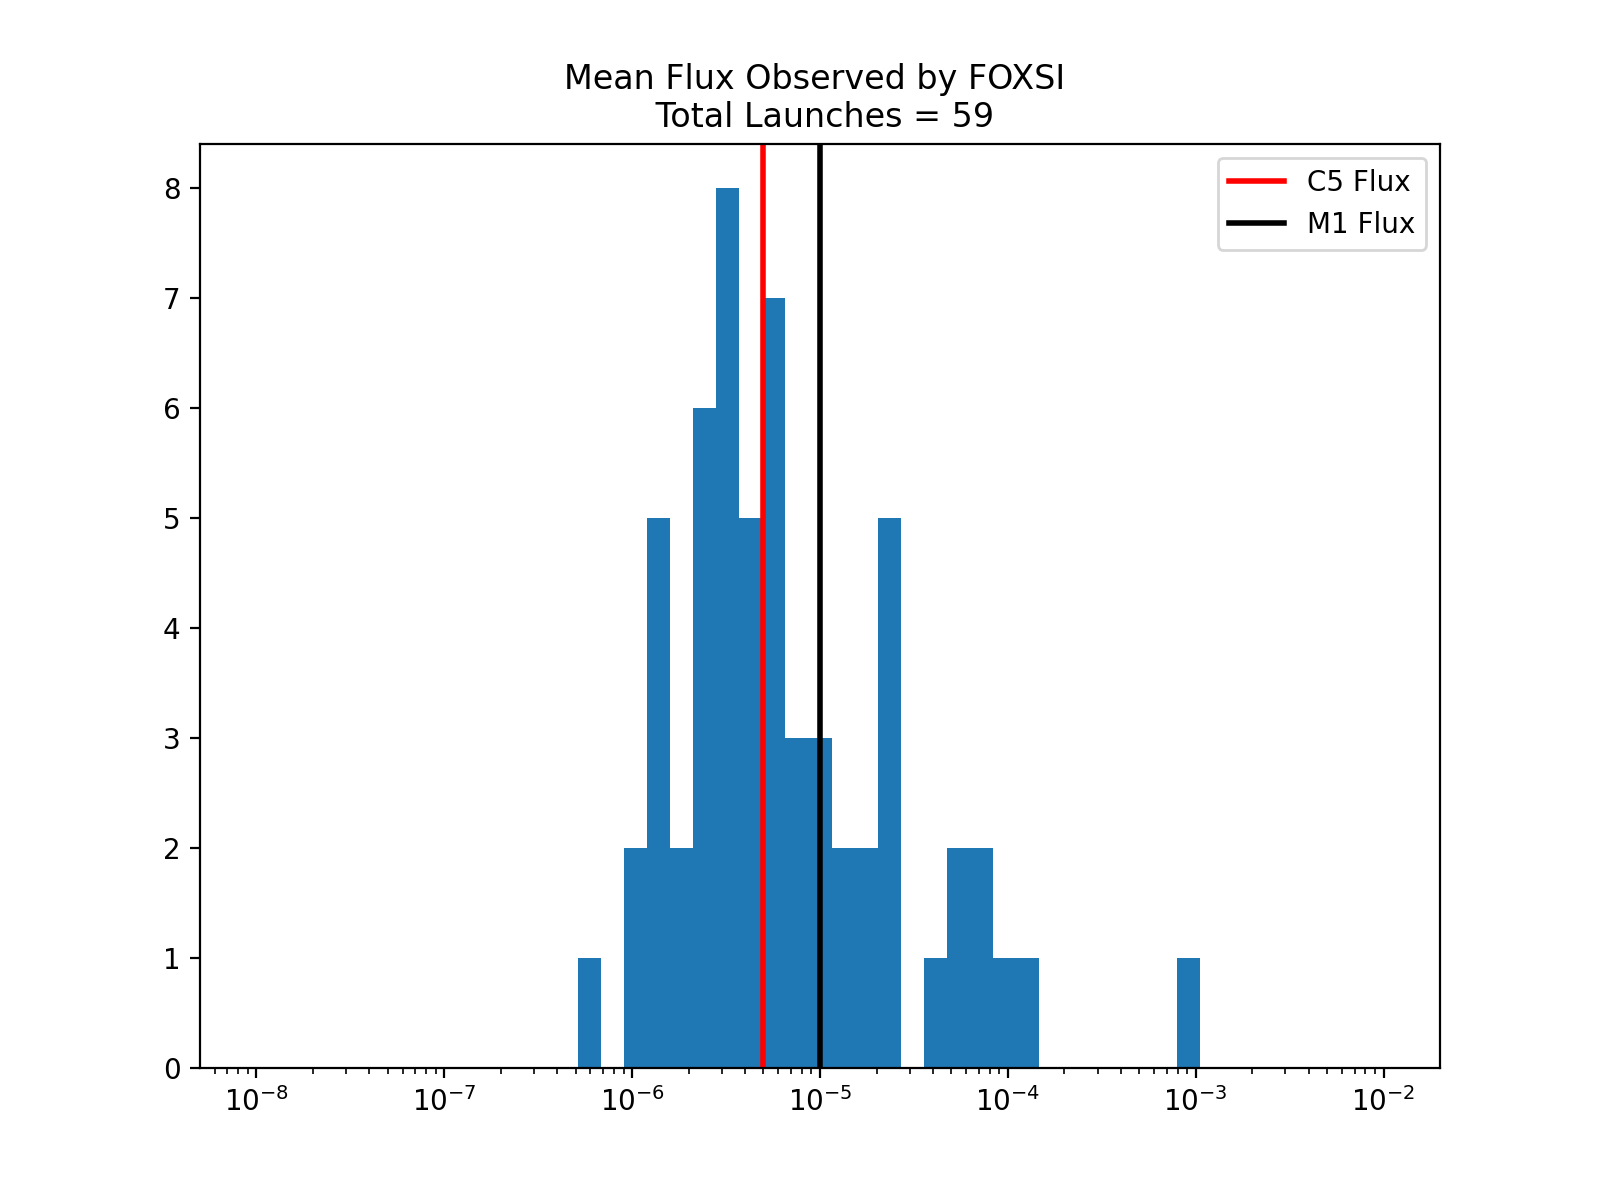 Mean Flux Observed by FOXSI
Total Launches = 59
C5 Flux
M1 Flux
8
7
6
5
4
3
2
1
0
10⁻⁸ 10⁻⁷ 10⁻⁶ 10⁻⁵ 10⁻⁴ 10⁻³ 10⁻²